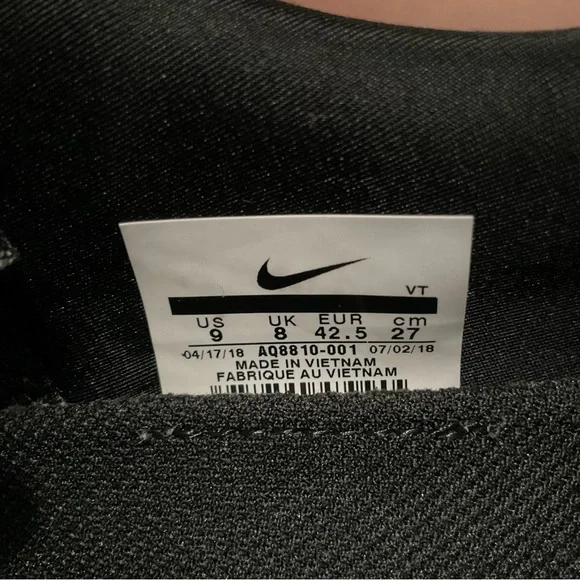 VT
US UK EUR cm
9 8 42.5 27
04/17/18 AQ8810-001 07/02/18
MADE IN VIETNAM
FABRIQUE AU VIETNAM